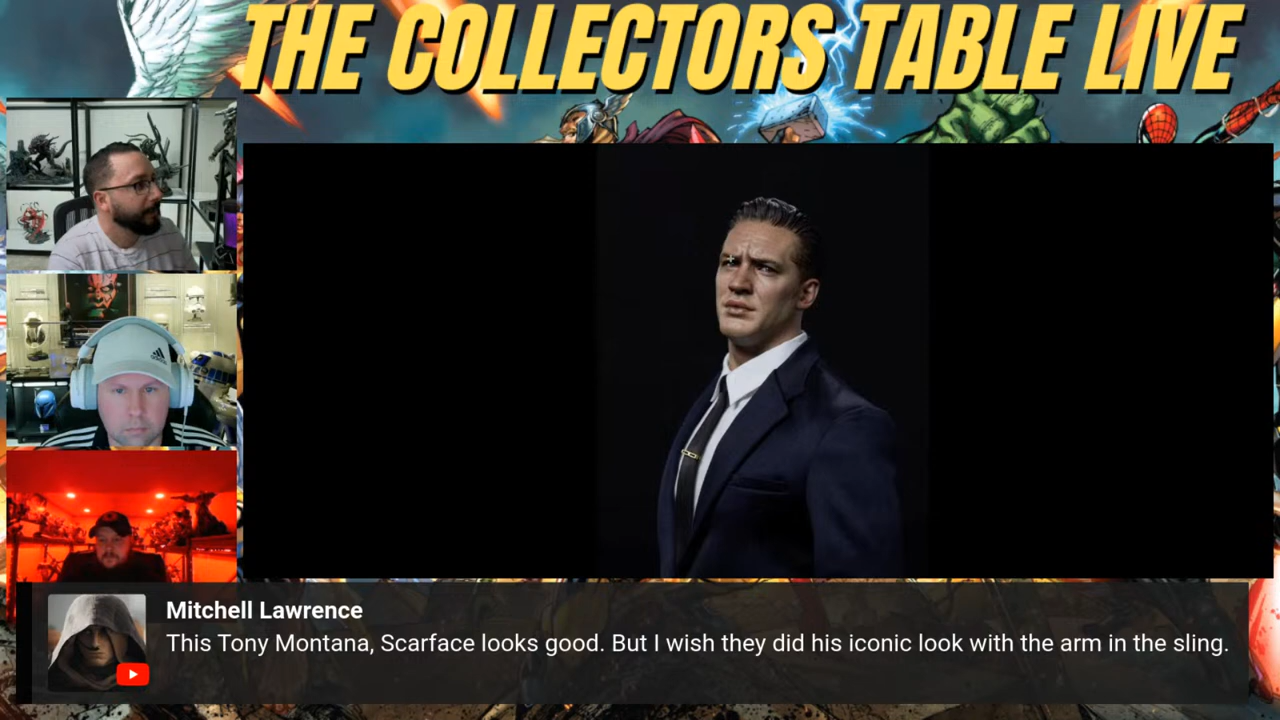 THE COLLECTORS TABLE LIVE
Mitchell Lawrence
This Tony Montana, Scarface looks good. But I wish they did his iconic look with the arm in the sling.